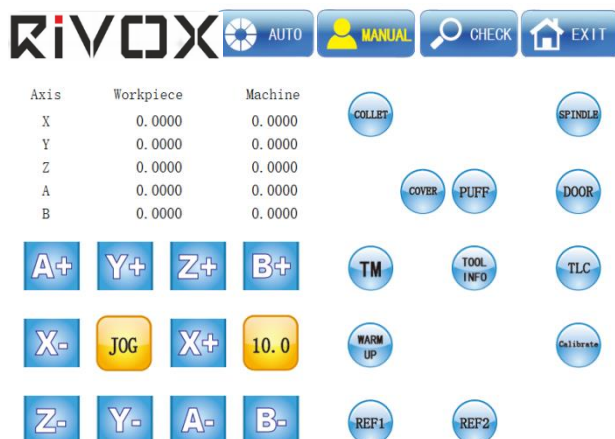 RiVOX AUTO MANUAL CHECK EXIT
Axis Workpiece Machine
X 0.0000 0.0000
Y 0.0000 0.0000
Z 0.0000 0.0000
A 0.0000 0.0000
B 0.0000 0.0000
COLLET SPINDLE
COVER PUFF DOOR
A+ Y+ Z+ B+
TM
TOOL
INFO
TLC
X- JOG X+ 10.0
WARM
UP
Calibrate
Z- Y- A- B-
REF1 REF2